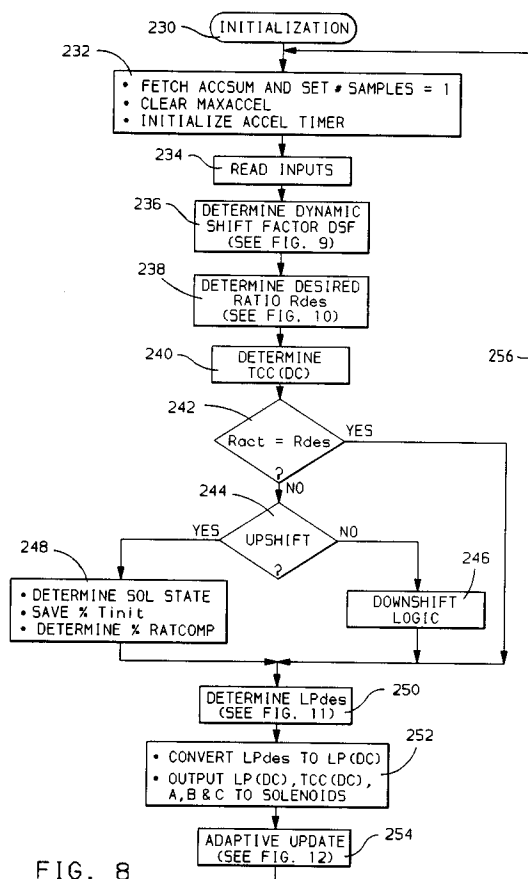 230
INITIALIZATION
232
• FETCH ACCSUM AND SET # SAMPLES = 1
• CLEAR MAXACCEL
• INITIALIZE ACCEL TIMER
234
READ INPUTS
236
DETERMINE DYNAMIC
SHIFT FACTOR DSF
(SEE FIG. 9)
238
DETERMINE DESIRED
RATIO Rdes
(SEE FIG. 10)
240
DETERMINE
TCC(DC)
256
242
Ract = Rdes
?
YES
NO
244
UPSHIFT
?
YES
NO
248
• DETERMINE SOL STATE
• SAVE % Tinit
• DETERMINE % RATCOMP
246
DOWNSHIFT
LOGIC
DETERMINE LPdes
(SEE FIG. 11)
250
• CONVERT LPdes TO LP(DC)
• OUTPUT LP(DC), TCC(DC),
A, B & C TO SOLENOIDS
252
ADAPTIVE UPDATE
(SEE FIG. 12)
254
FIG. 8